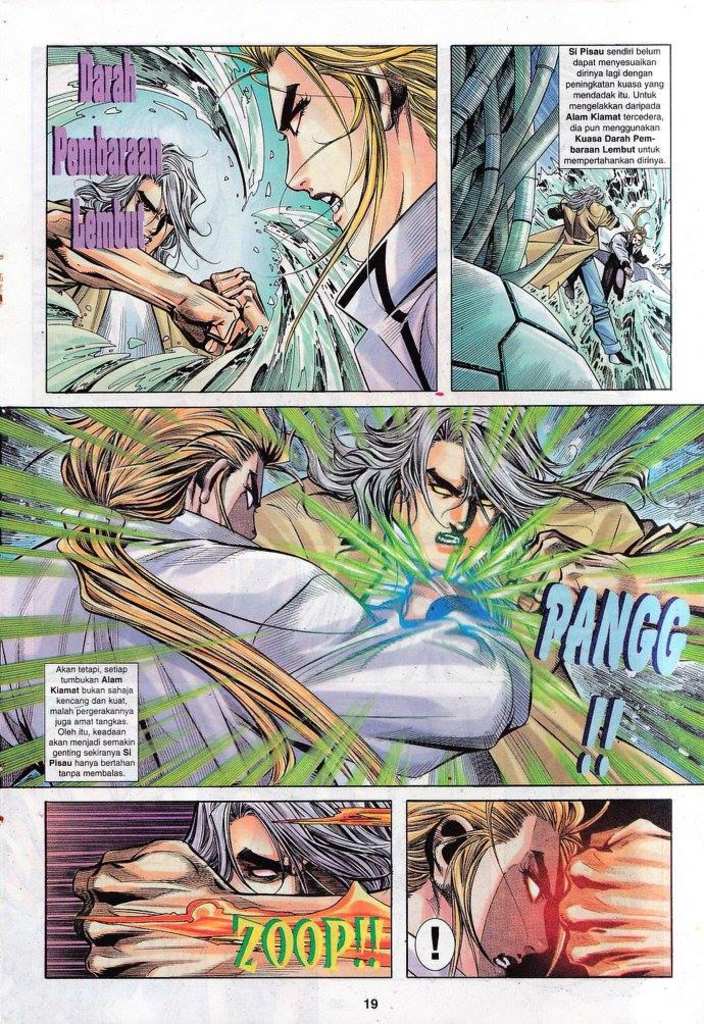 Darah
Pembaraan
Lembut
Si Pisau sendiri belum
dapat menyesuaikan
dirinya lagi dengan
peningkatan kuasa yang
mendadak itu. Untuk
mengelakkan daripada
Alam Kiamat tercedera,
dia pun menggunakan
Kuasa Darah Pem-
baraan Lembut untuk
mempertahankan dirinya.
PANGG
!!
Akan tetapi, setiap
tumbukan Alam
Kiamat bukan sahaja
kencang dan kuat,
malah pergerakannya
juga amat tangkas.
Oleh itu, keadaan
akan menjadi semakin
genting sekiranya Si
Pisau hanya bertahan
tanpa membalas.
ZOOP!!
!
19